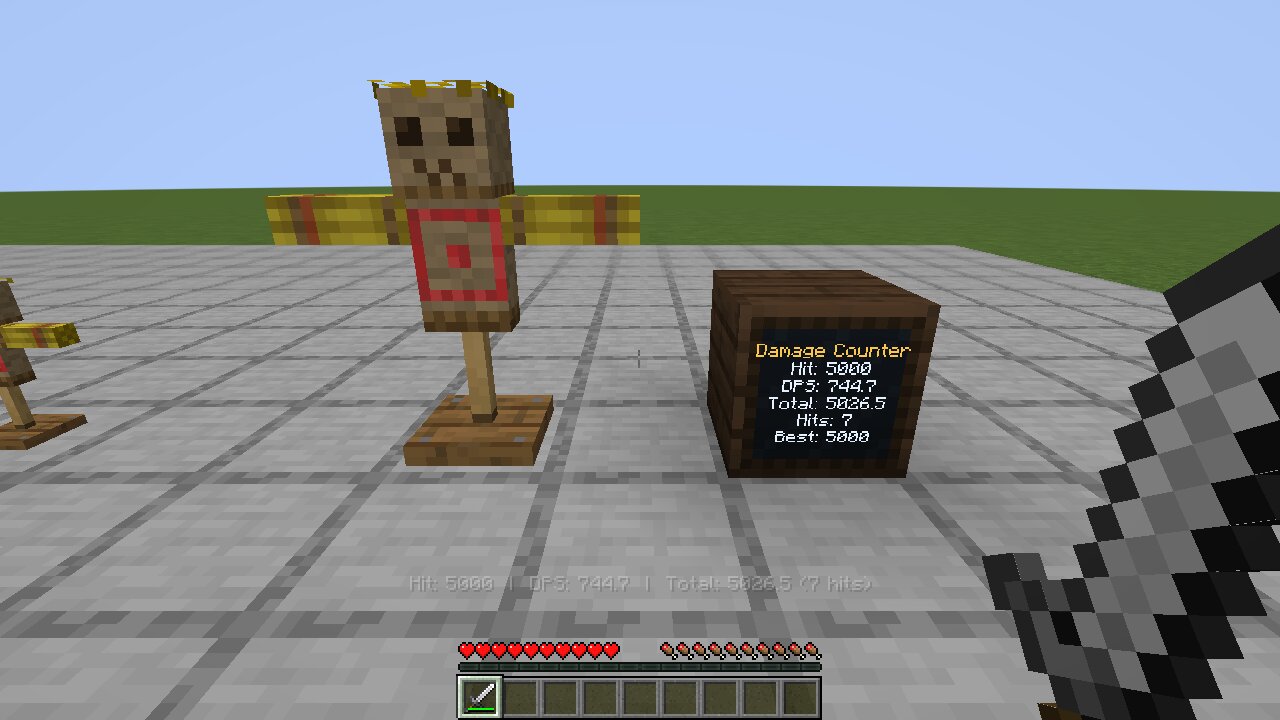 Damage Counter
Hit: 5000
DPS: 744.7
Total: 5026.5
Hits: 7
Best: 5000
Hit: 5000 | DPS: 744.7 | Total: 5026.5 (7 hits)